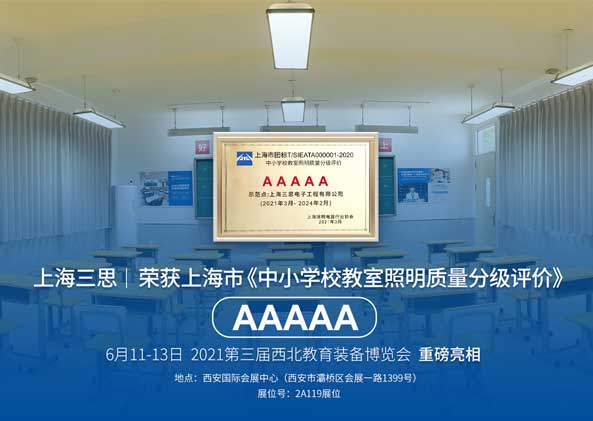 好
上
上海市团标T/SIEATA000001-2020
中小学校教室照明质量分级评价
AAAAA
示范点:上海三思电子工程有限公司
(2021年3月- 2024年2月)
上海照明电器行业协会
2021年3月
上海三思｜荣获上海市《中小学校教室照明质量分级评价》
AAAAA
6月11-13日 2021第三届西北教育装备博览会 重磅亮相
地点：西安国际会展中心（西安市灞桥区会展一路1399号）
展位号：2A119展位